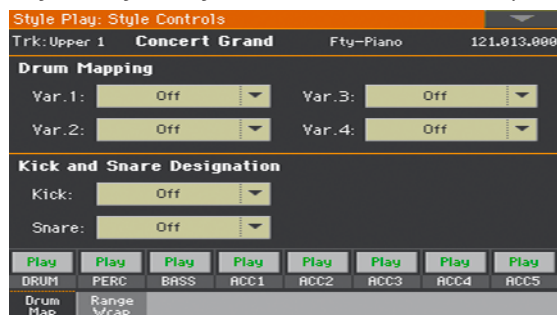 Style Play: Style Controls
Trk: Upper 1 Concert Grand Fty-Piano 121.013.000
Drum Mapping
Var.1: Off Var.3: Off
Var.2: Off Var.4: Off
Kick and Snare Designation
Kick: Off
Snare: Off
Play Play Play Play Play Play Play Play
DRUM PERC BASS ACC1 ACC2 ACC3 ACC4 ACC5
Drum Range
Map Wrap